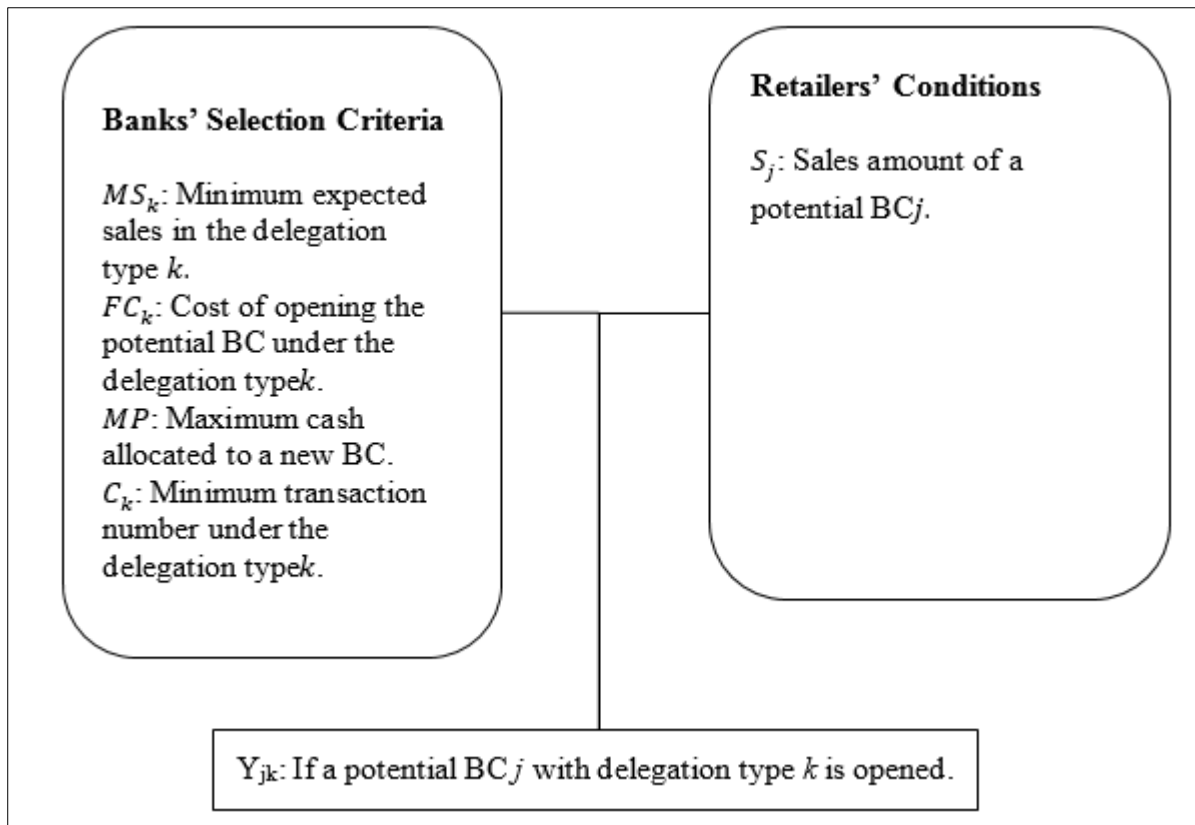 Banks’ Selection Criteria
MSₖ: Minimum expected
sales in the delegation
type k.
FCₖ: Cost of opening the
potential BC under the
delegation typek.
MP: Maximum cash
allocated to a new BC.
Cₖ: Minimum transaction
number under the
delegation typek.
Retailers’ Conditions
Sⱼ: Sales amount of a
potential BCj.
Yjk: If a potential BC j with delegation type k is opened.